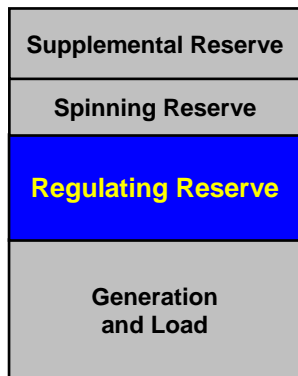 Supplemental Reserve
Spinning Reserve
Regulating Reserve
Generation
and Load